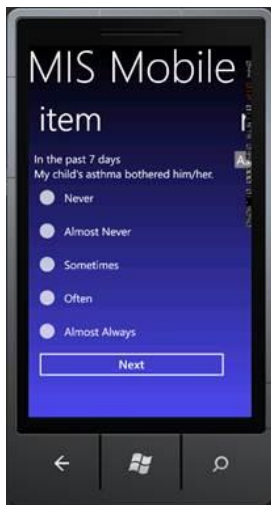 MIS Mobile
item
In the past 7 days
My child's asthma bothered him/her.
Never
Almost Never
Sometimes
Often
Almost Always
Next